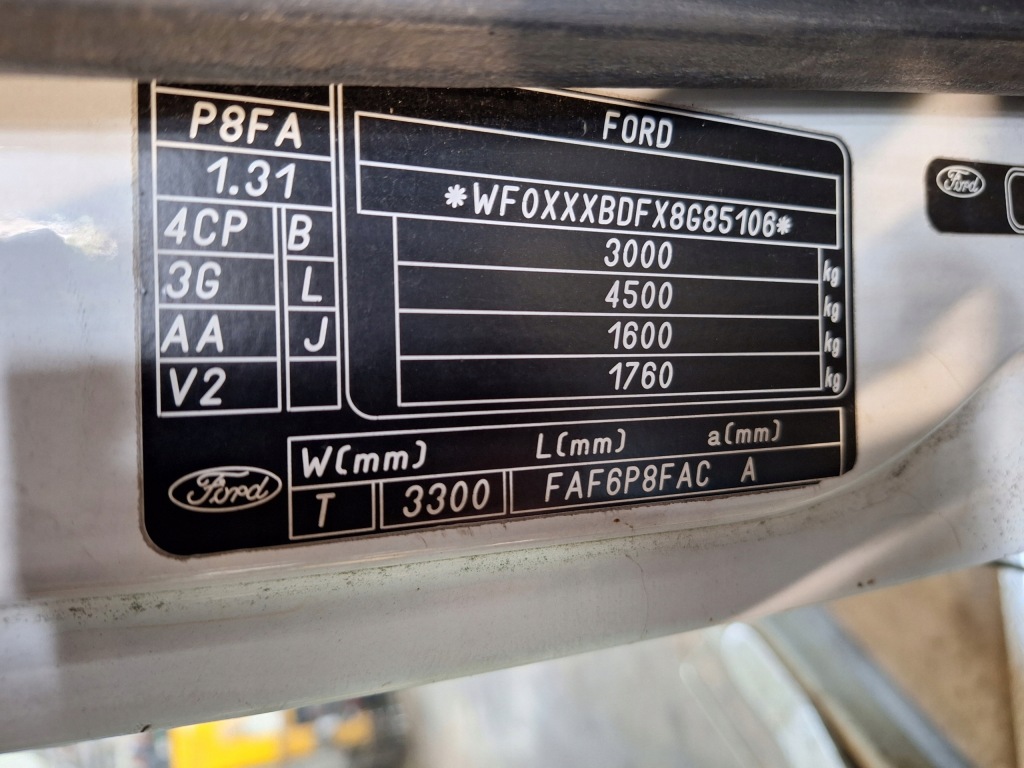 P8FA
1.31
4CP B
3G L
AA J
V2
FORD
*WF0XXXBDFX8G85106*
3000 kg
4500 kg
1600 kg
1760 kg
W(mm) L(mm) a(mm)
T 3300 FAF6P8FAC A
Ford
Ford